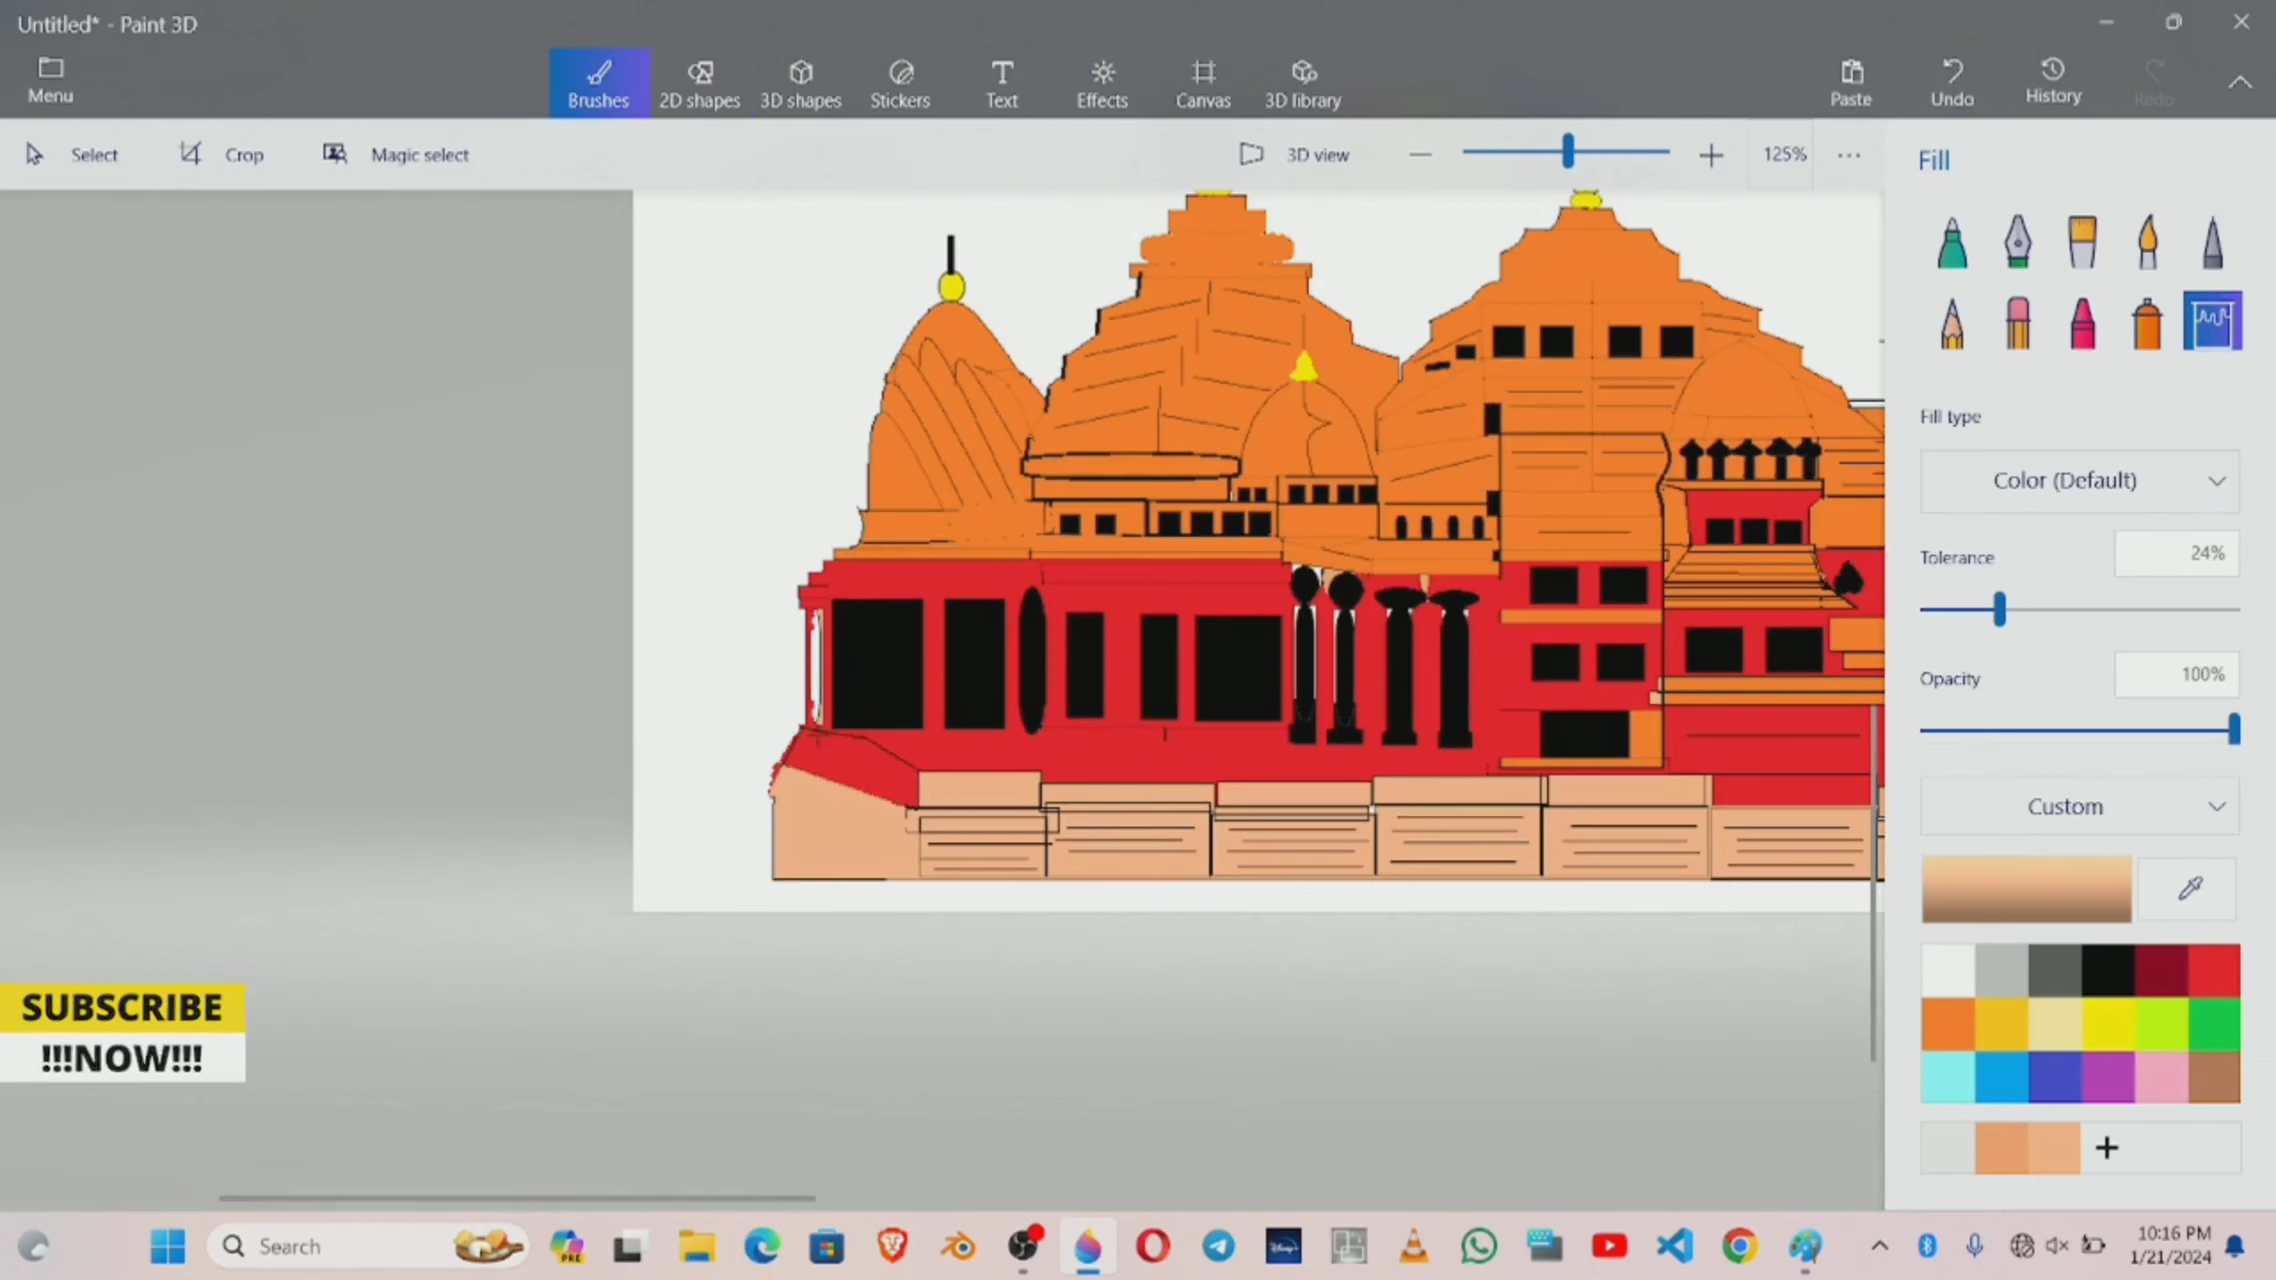 Untitled* - Paint 3D
Menu
Brushes
2D shapes
3D shapes
Stickers
Text
Effects
Canvas
3D library
Paste
Undo
History
Redo
Select
Crop
Magic select
3D view
125%
Fill
Fill type
Color (Default)
Tolerance
24%
Opacity
100%
Custom
SUBSCRIBE
!!!NOW!!!
Search
PRE
Disney+
10:16 PM
1/21/2024